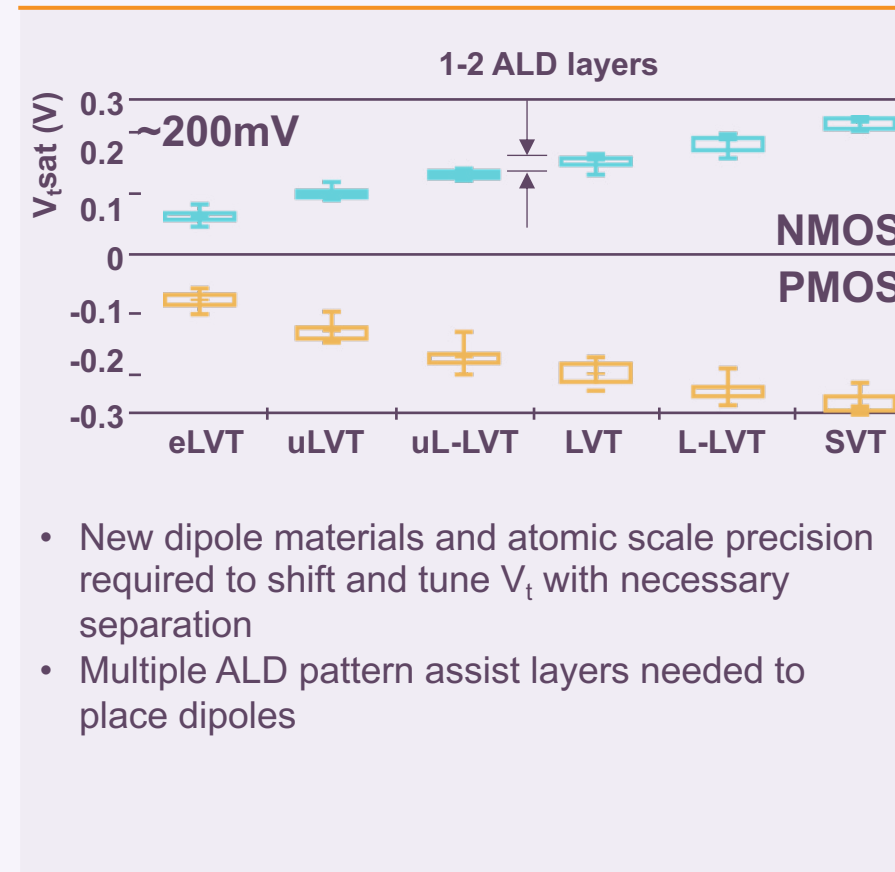 1-2 ALD layers
Vtsat (V)
0.3
~200mV
0.2
0.1
NMOS
0
PMOS
-0.1
-0.2
-0.3
eLVT uLVT uL-LVT LVT L-LVT SVT
• New dipole materials and atomic scale precision
required to shift and tune Vt with necessary
separation
• Multiple ALD pattern assist layers needed to
place dipoles